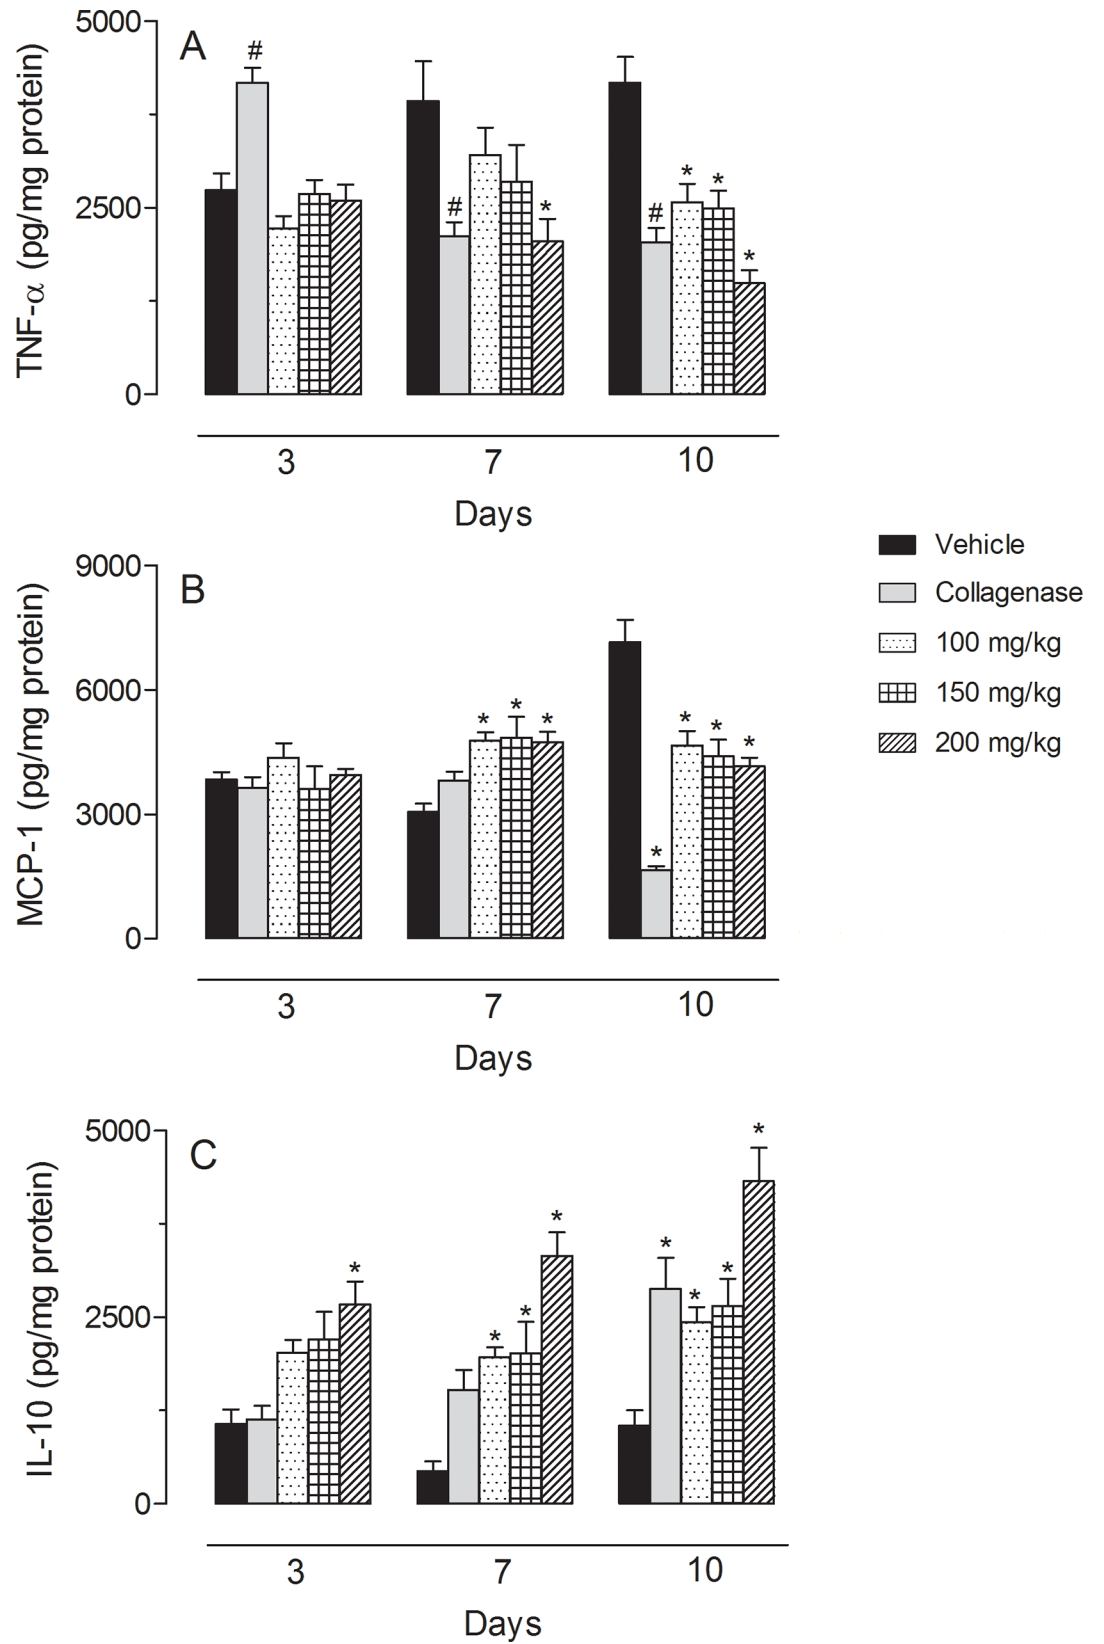 A
TNF-α (pg/mg protein)
5000
2500
0
#
#
*
#
*
*
*
3 7 10
Days
B
MCP-1 (pg/mg protein)
9000
6000
3000
0
*
*
*
*
*
*
*
3 7 10
Days
Vehicle
Collagenase
100 mg/kg
150 mg/kg
200 mg/kg
C
IL-10 (pg/mg protein)
5000
2500
0
*
*
*
*
*
*
*
*
3 7 10
Days